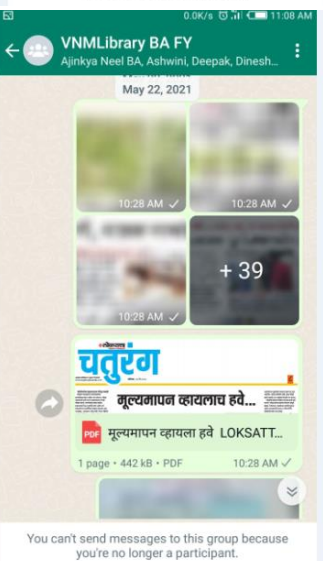 0.0K/s 11:08 AM
VNMLibrary BA FY
Ajinkya Neel BA, Ashwini, Deepak, Dinesh...
May 22, 2021
10:28 AM
10:28 AM
10:28 AM
+ 39
चतुरंग
मूल्यमापन व्हायलाच हवे...
PDF मूल्यमापन व्हायला हवे LOKSATT...
1 page • 442 kB • PDF 10:28 AM
You can't send messages to this group because
you're no longer a participant.